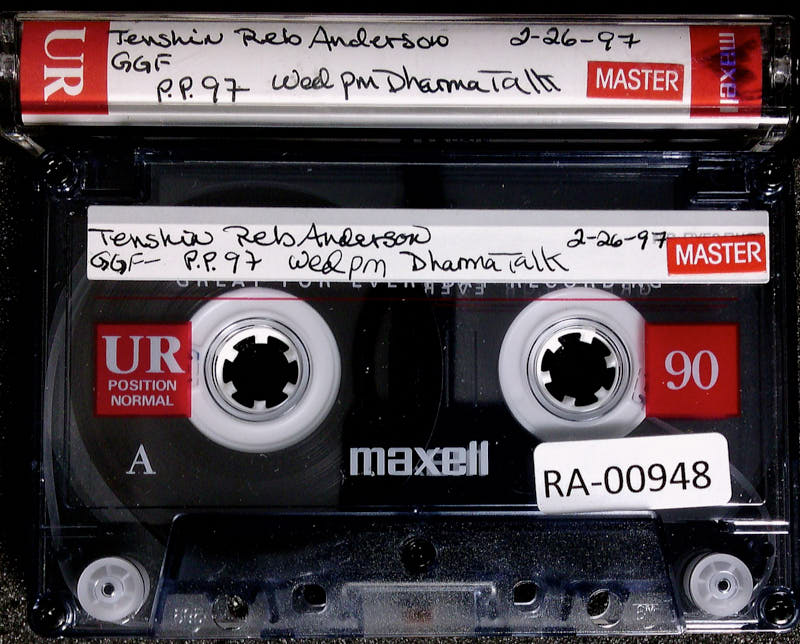 UR
Tenshin Reb Anderson 2-26-97
GGF
P.P. 97 Wed pm Dharma Talk
MASTER
maxell
Tenshin Reb Anderson 2-26-97
GGF- P.P. 97 Wed pm Dharma Talk
MASTER
UR
POSITION
NORMAL
90
A
maxell
RA-00948